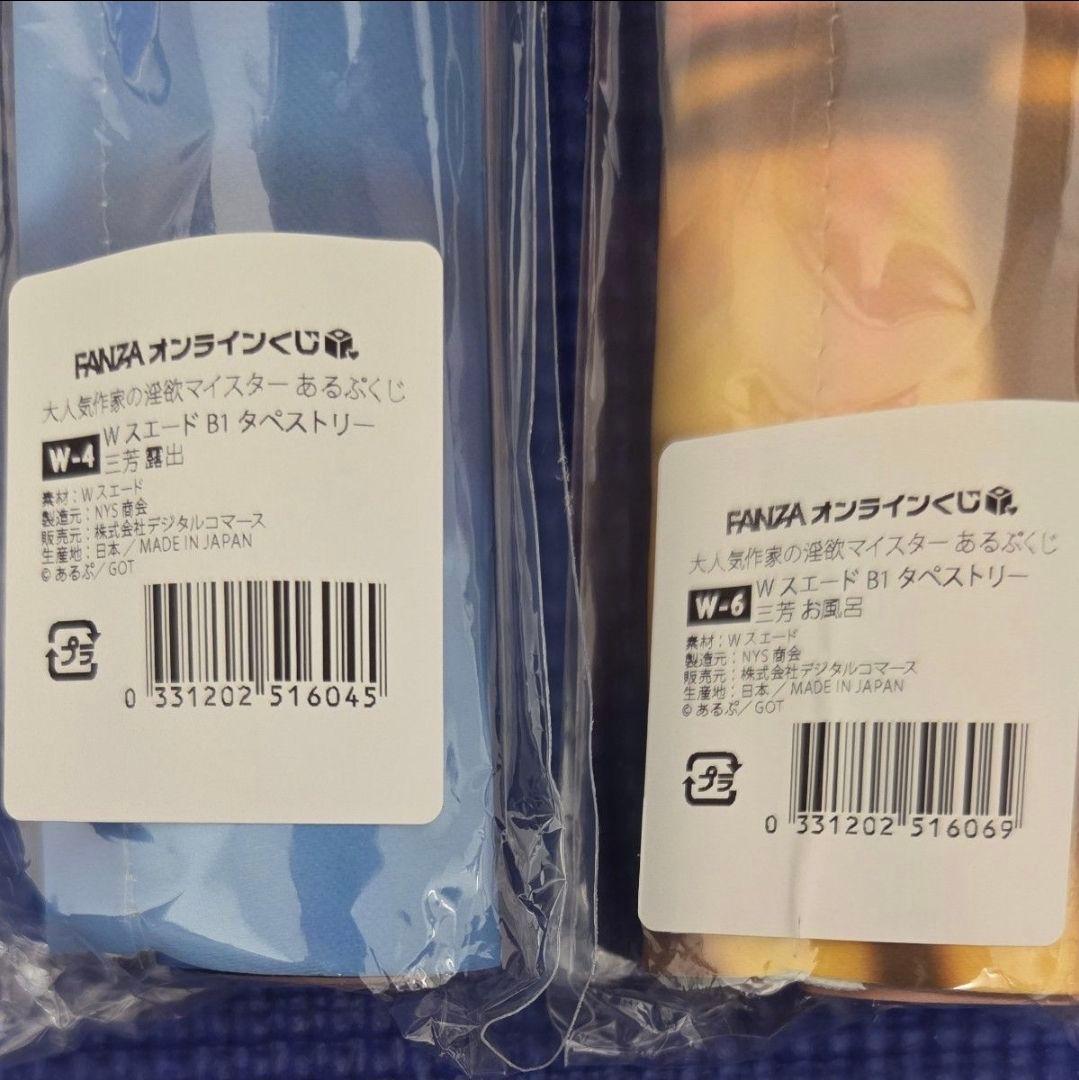 FANZA オンラインくじ
大人気作家の淫欲マイスター あるぷくじ
W-4
W スエード B1 タペストリー
三芳 露出
素材：W スエード
製造元：NYS 商会
販売元：株式会社デジタルコマース
生産地：日本／MADE IN JAPAN
© あるぷ／GOT
プラ
0 331202 516045
FANZA オンラインくじ
大人気作家の淫欲マイスター あるぷくじ
W-6
W スエード B1 タペストリー
三芳 お風呂
素材：W スエード
製造元：NYS 商会
販売元：株式会社デジタルコマース
生産地：日本／MADE IN JAPAN
© あるぷ／GOT
プラ
0 331202 516069